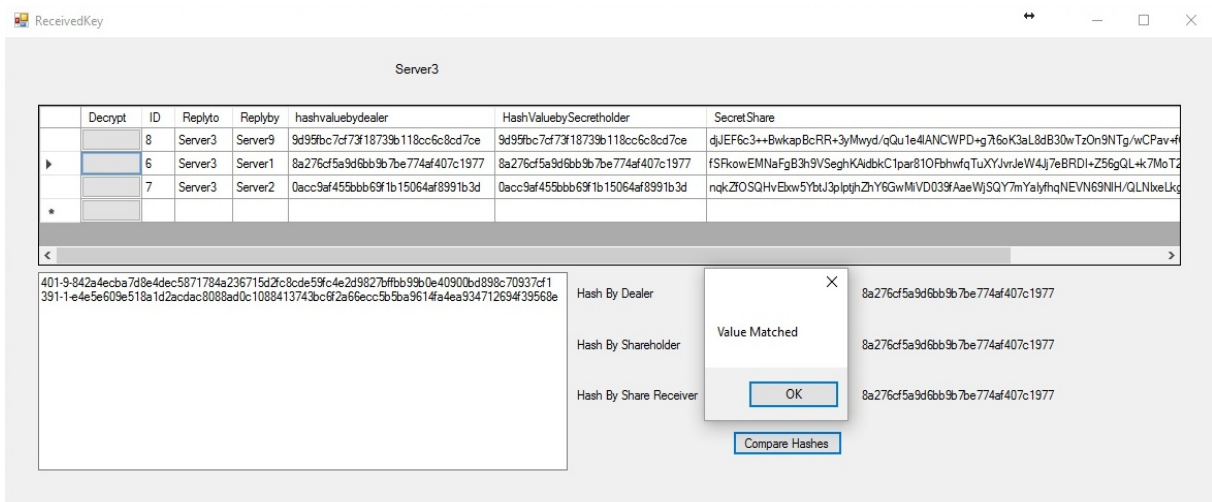 ReceivedKey
Server3
Decrypt ID Replyto Replyby hashvaluebydealer HashValuebySecretholder SecretShare
8 Server3 Server9 9d95fbc7cf73f18739b118cc6c8cd7ce 9d95fbc7cf73f18739b118cc6c8cd7ce
6 Server3 Server1 8a276cf5a9d6bb9b7be774af407c1977 8a276cf5a9d6bb9b7be774af407c1977
7 Server3 Server2 0acc9af455bbb69f1b15064af8991b3d 0acc9af455bbb69f1b15064af8991b3d
401-9-842a4ecba7d8e4dec5871784a236715d2fc8cde59fc4e2d9827bffbb99b0e40900bd898c70937cf1
391-1-e4e5e609e518a1d2acdac8088ad0c1088413743bc6f2a66ecc5b5ba9614fa4ea934712694f39568e
Hash By Dealer 8a276cf5a9d6bb9b7be774af407c1977
Value Matched
Hash By Shareholder 8a276cf5a9d6bb9b7be774af407c1977
Hash By Share Receiver OK 8a276cf5a9d6bb9b7be774af407c1977
Compare Hashes